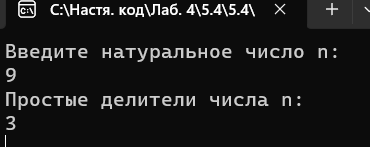 C:\Настя. код\Лаб. 4\5.4\5.4\
Введите натуральное число n:
9
Простые делители числа n:
3